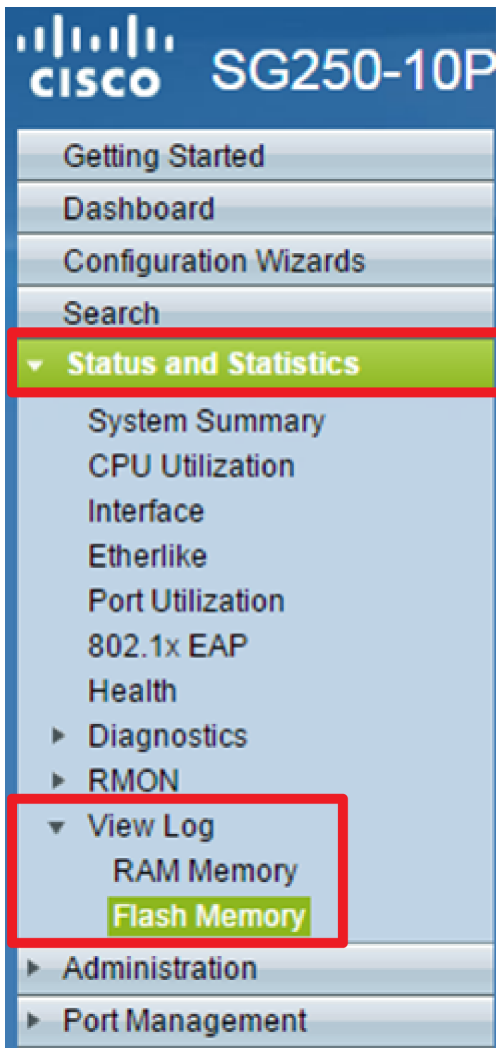 CISCO SG250-10P
Getting Started
Dashboard
Configuration Wizards
Search
Status and Statistics
System Summary
CPU Utilization
Interface
Etherlike
Port Utilization
802.1x EAP
Health
Diagnostics
RMON
View Log
RAM Memory
Flash Memory
Administration
Port Management